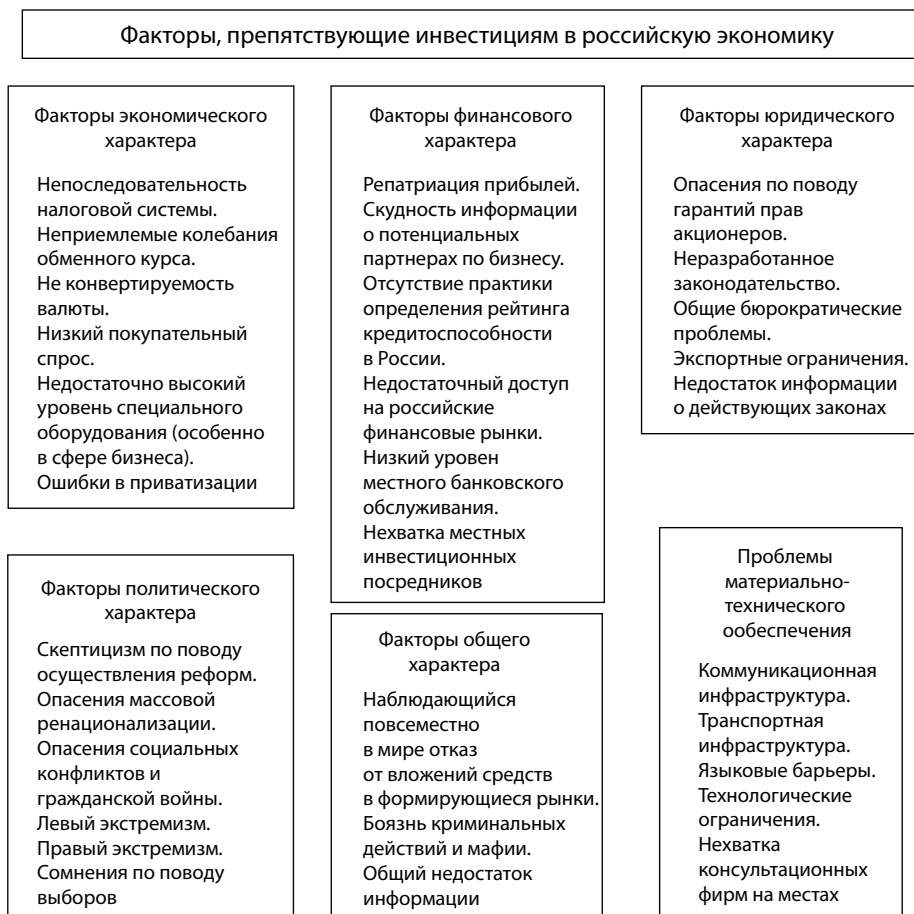 Факторы, препятствующие инвестициям в российскую экономику
Факторы экономического
характера
Непоследовательность
налоговой системы.
Неприемлемые колебания
обменного курса.
Не конвертируемость
валюты.
Низкий покупательный
спрос.
Недостаточно высокий
уровень специального
оборудования (особенно
в сфере бизнеса).
Ошибки в приватизации
Факторы финансового
характера
Репатриация прибылей.
Скудность информации
о потенциальных
партнерах по бизнесу.
Отсутствие практики
определения рейтинга
кредитоспособности
в России.
Недостаточный доступ
на российские
финансовые рынки.
Низкий уровен
местного банковского
обслуживания.
Нехватка местных
инвестиционных
посредников
Факторы юридического
характера
Опасения по поводу
гарантий прав
акционеров.
Неразработанное
законодательство.
Общие бюрократические
проблемы.
Экспортные ограничения.
Недостаток информации
о действующих законах
Факторы политического
характера
Скептицизм по поводу
осуществления реформ.
Опасения массовой
ренационализации.
Опасения социальных
конфликтов и
гражданской войны.
Левый экстремизм.
Правый экстремизм.
Сомнения по поводу
выборов
Факторы общего
характера
Наблюдающийся
повсеместно
в мире отказ
от вложений средств
в формирующиеся рынки.
Боязнь криминальных
действий и мафии.
Общий недостаток
информации
Проблемы
материально-
технического
ообеспечения
Коммуникационная
инфраструктура.
Транспортная
инфраструктура.
Языковые барьеры.
Технологические
ограничения.
Нехватка
консультационных
фирм на местах